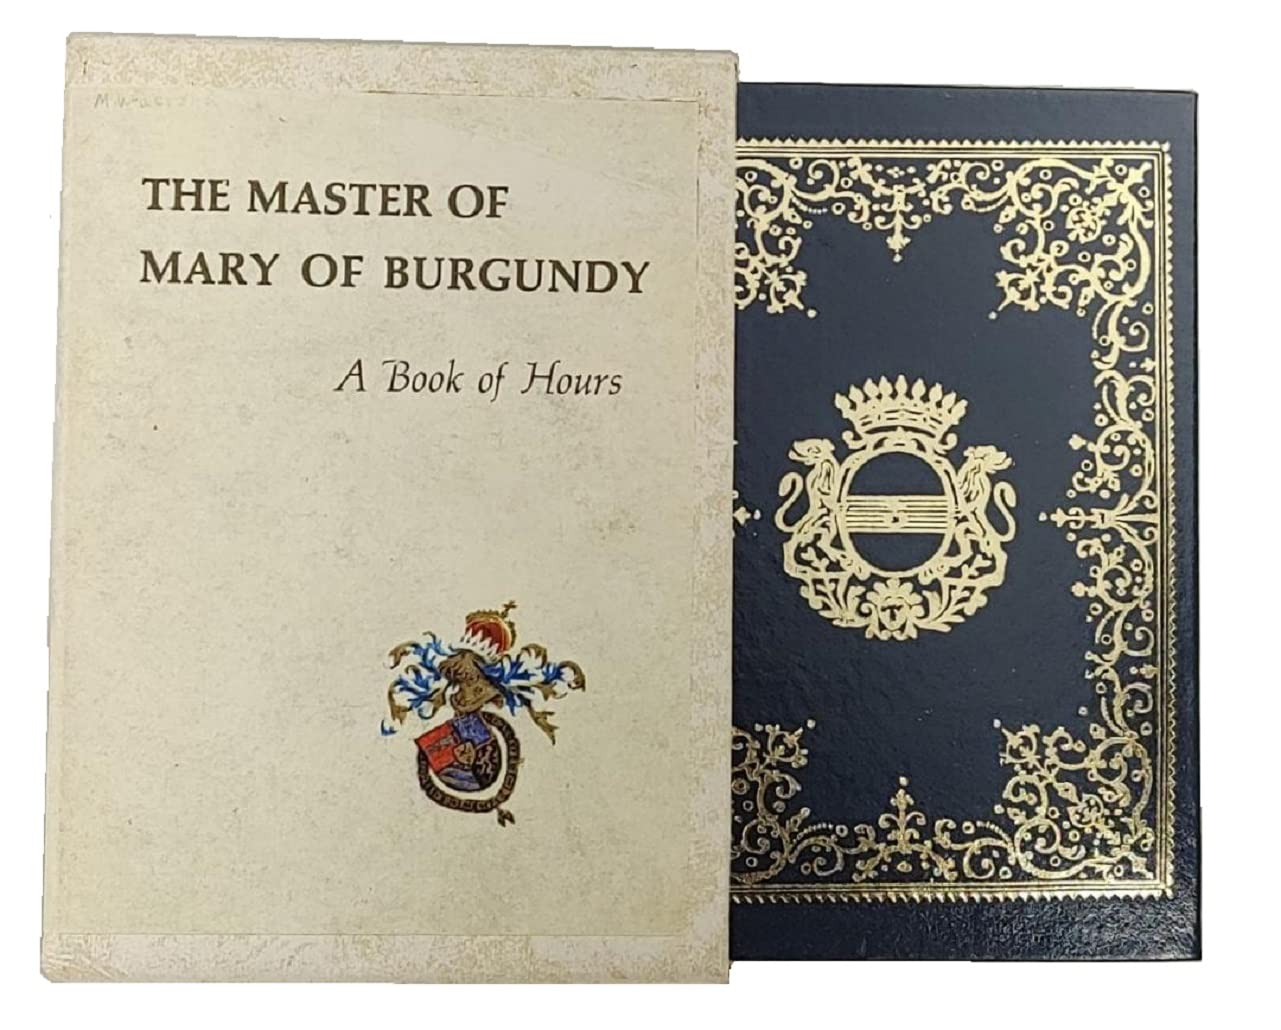 THE MASTER OF
MARY OF BURGUNDY
A Book of Hours